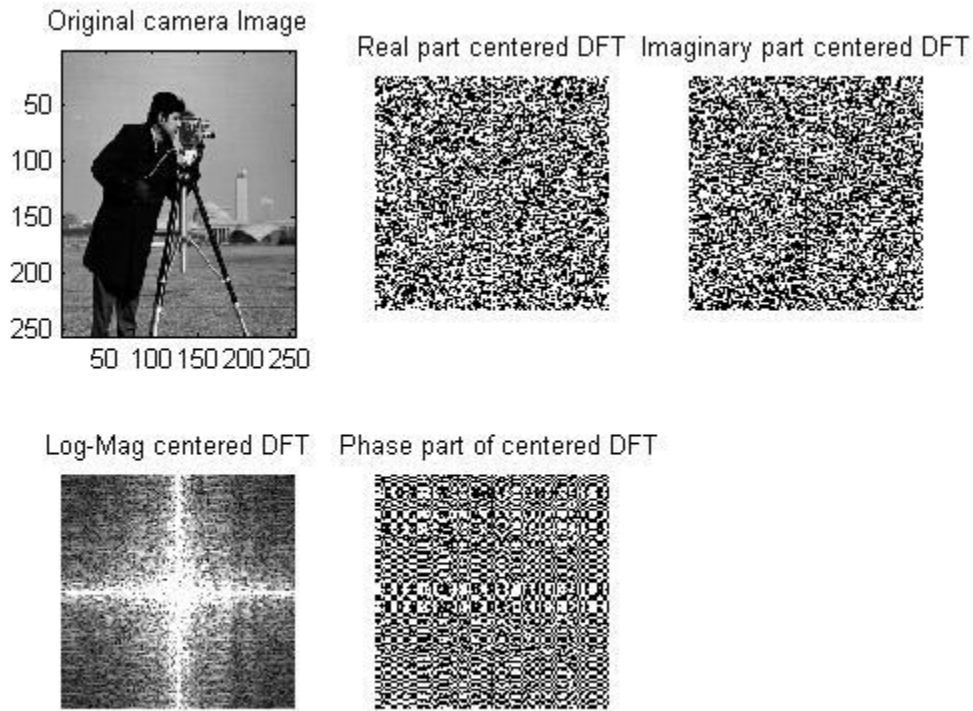 Original camera Image
Real part centered DFT
Imaginary part centered DFT
50
100
150
200
250
50 100 150 200 250
Log-Mag centered DFT
Phase part of centered DFT